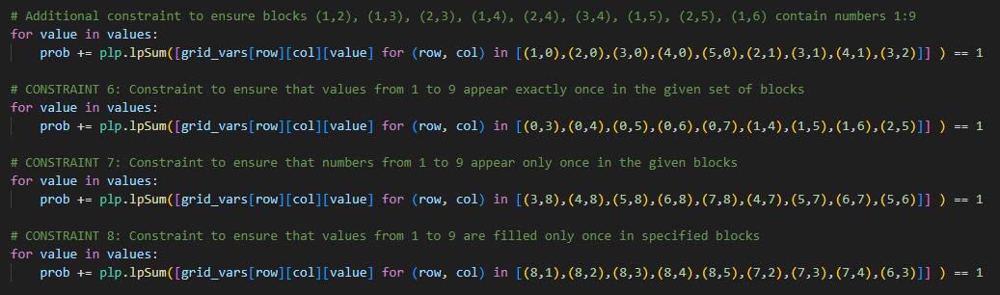 # Additional constraint to ensure blocks (1,2), (1,3), (2,3), (1,4), (2,4), (3,4), (1,5), (2,5), (1,6) contain numbers 1:9
for value in values:
    prob += plp.lpSum([grid_vars[row][col][value] for (row, col) in [(1,0),(2,0),(3,0),(4,0),(5,0),(2,1),(3,1),(4,1),(3,2)]] ) == 1
# CONSTRAINT 6: Constraint to ensure that values from 1 to 9 appear exactly once in the given set of blocks
for value in values:
    prob += plp.lpSum([grid_vars[row][col][value] for (row, col) in [(0,3),(0,4),(0,5),(0,6),(0,7),(1,4),(1,5),(1,6),(2,5)]] ) == 1
# CONSTRAINT 7: Constraint to ensure that numbers from 1 to 9 appear only once in the given blocks
for value in values:
    prob += plp.lpSum([grid_vars[row][col][value] for (row, col) in [(3,8),(4,8),(5,8),(6,8),(7,8),(4,7),(5,7),(6,7),(5,6)]] ) == 1
# CONSTRAINT 8: Constraint to ensure that values from 1 to 9 are filled only once in specified blocks
for value in values:
    prob += plp.lpSum([grid_vars[row][col][value] for (row, col) in [(8,1),(8,2),(8,3),(8,4),(8,5),(7,2),(7,3),(7,4),(6,3)]] ) == 1